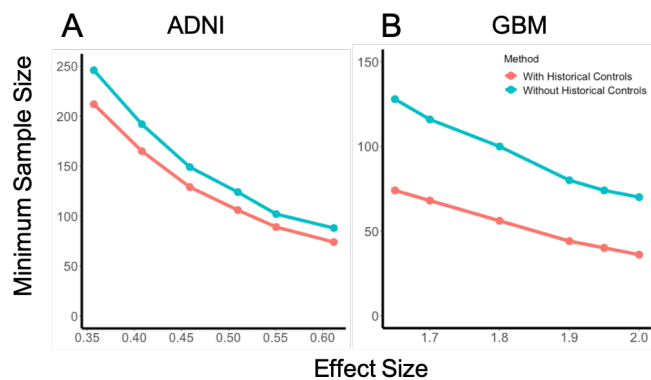 A ADNI
B GBM
Minimum Sample Size
250
200
150
100
50
0
0.35 0.40 0.45 0.50 0.55 0.60
150
100
50
0
Method
With Historical Controls
Without Historical Controls
1.7 1.8 1.9 2.0
Effect Size